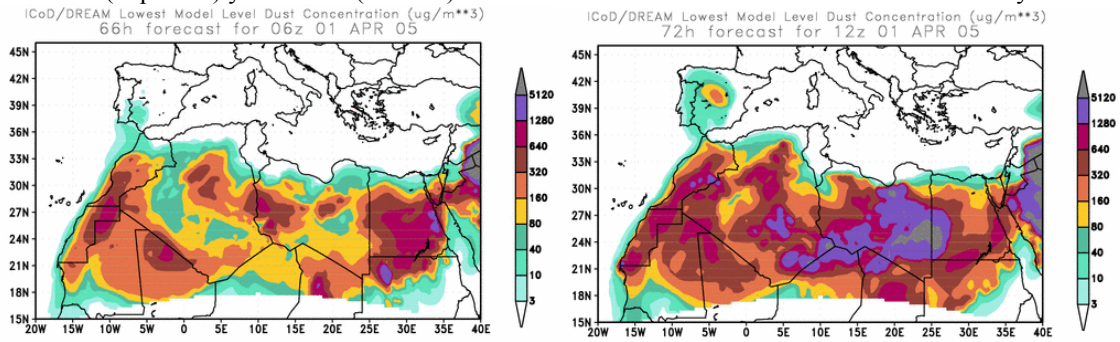 ICoD/DREAM Lowest Model Level Dust Concentration (ug/m**3)
66h forecast for 06z 01 APR 05
45N
42N
39N
36N
33N
30N
27N
24N
21N
18N
15N
20W 15W 10W 5W 0 5E 10E 15E 20E 25E 30E 35E 40E
5120
1280
640
320
160
80
40
10
3
ICoD/DREAM Lowest Model Level Dust Concentration (ug/m**3)
72h forecast for 12z 01 APR 05
45N
42N
39N
36N
33N
30N
27N
24N
21N
18N
15N
20W 15W 10W 5W 0 5E 10E 15E 20E 25E 30E 35E 40E
5120
1280
640
320
160
80
40
10
3